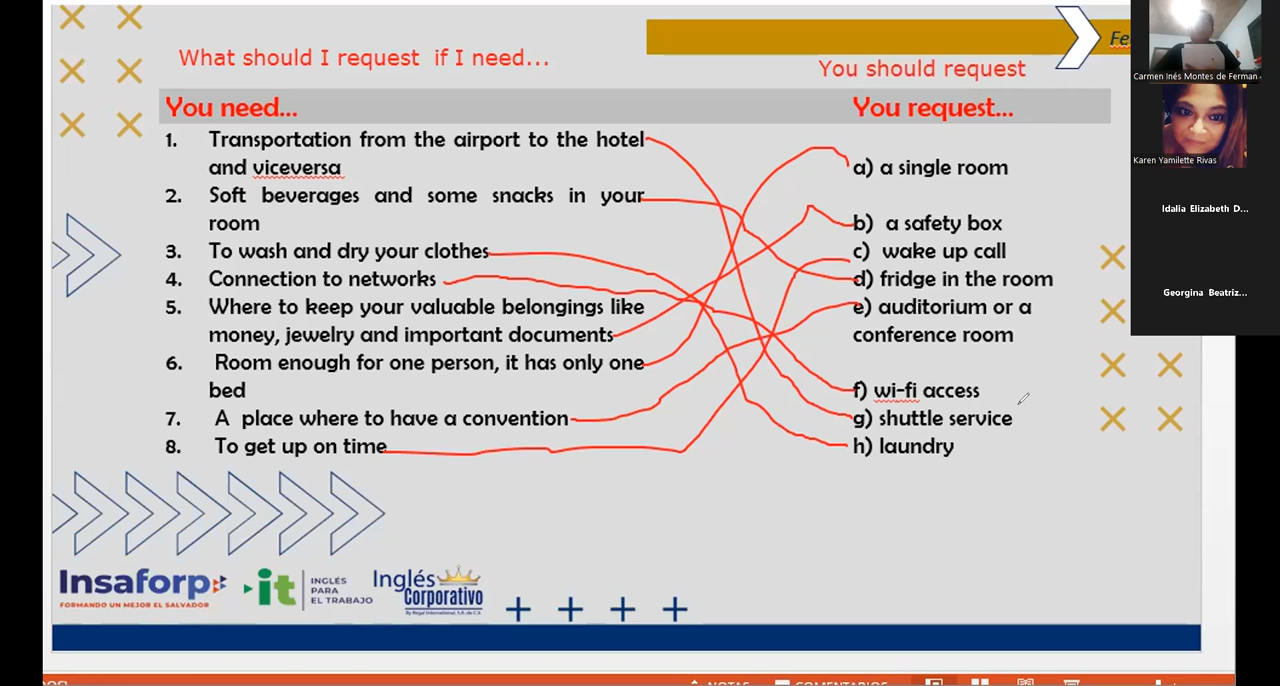 What should I request if I need...
You should request
Fe
You need...
You request...
1. Transportation from the airport to the hotel
and viceversa
2. Soft beverages and some snacks in your
room
3. To wash and dry your clothes
4. Connection to networks
5. Where to keep your valuable belongings like
money, jewelry and important documents
6. Room enough for one person, it has only one
bed
7. A place where to have a convention
8. To get up on time
a) a single room
b) a safety box
c) wake up call
d) fridge in the room
e) auditorium or a
conference room
f) wi-fi access
g) shuttle service
h) laundry
Carmen Inés Montes de Ferman
Karen Yamilette Rivas
Idalia Elizabeth D...
Georgina Beatriz...
Insaforp
FORMANDO UN MEJOR EL SALVADOR
it
INGLÉS
PARA
EL TRABAJO
Inglés
Corporativo
NOTAS
COMENTARIOS